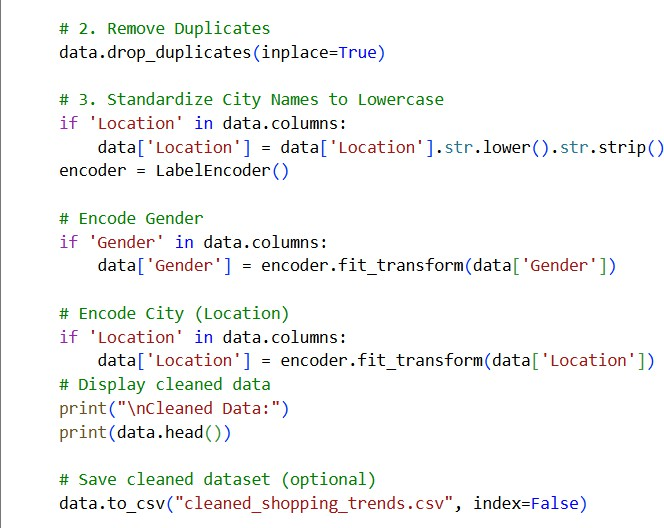 # 2. Remove Duplicates
data.drop_duplicates(inplace=True)

# 3. Standardize City Names to Lowercase
if 'Location' in data.columns:
    data['Location'] = data['Location'].str.lower().str.strip()
encoder = LabelEncoder()

# Encode Gender
if 'Gender' in data.columns:
    data['Gender'] = encoder.fit_transform(data['Gender'])

# Encode City (Location)
if 'Location' in data.columns:
    data['Location'] = encoder.fit_transform(data['Location'])
# Display cleaned data
print("\nCleaned Data:")
print(data.head())

# Save cleaned dataset (optional)
data.to_csv("cleaned_shopping_trends.csv", index=False)